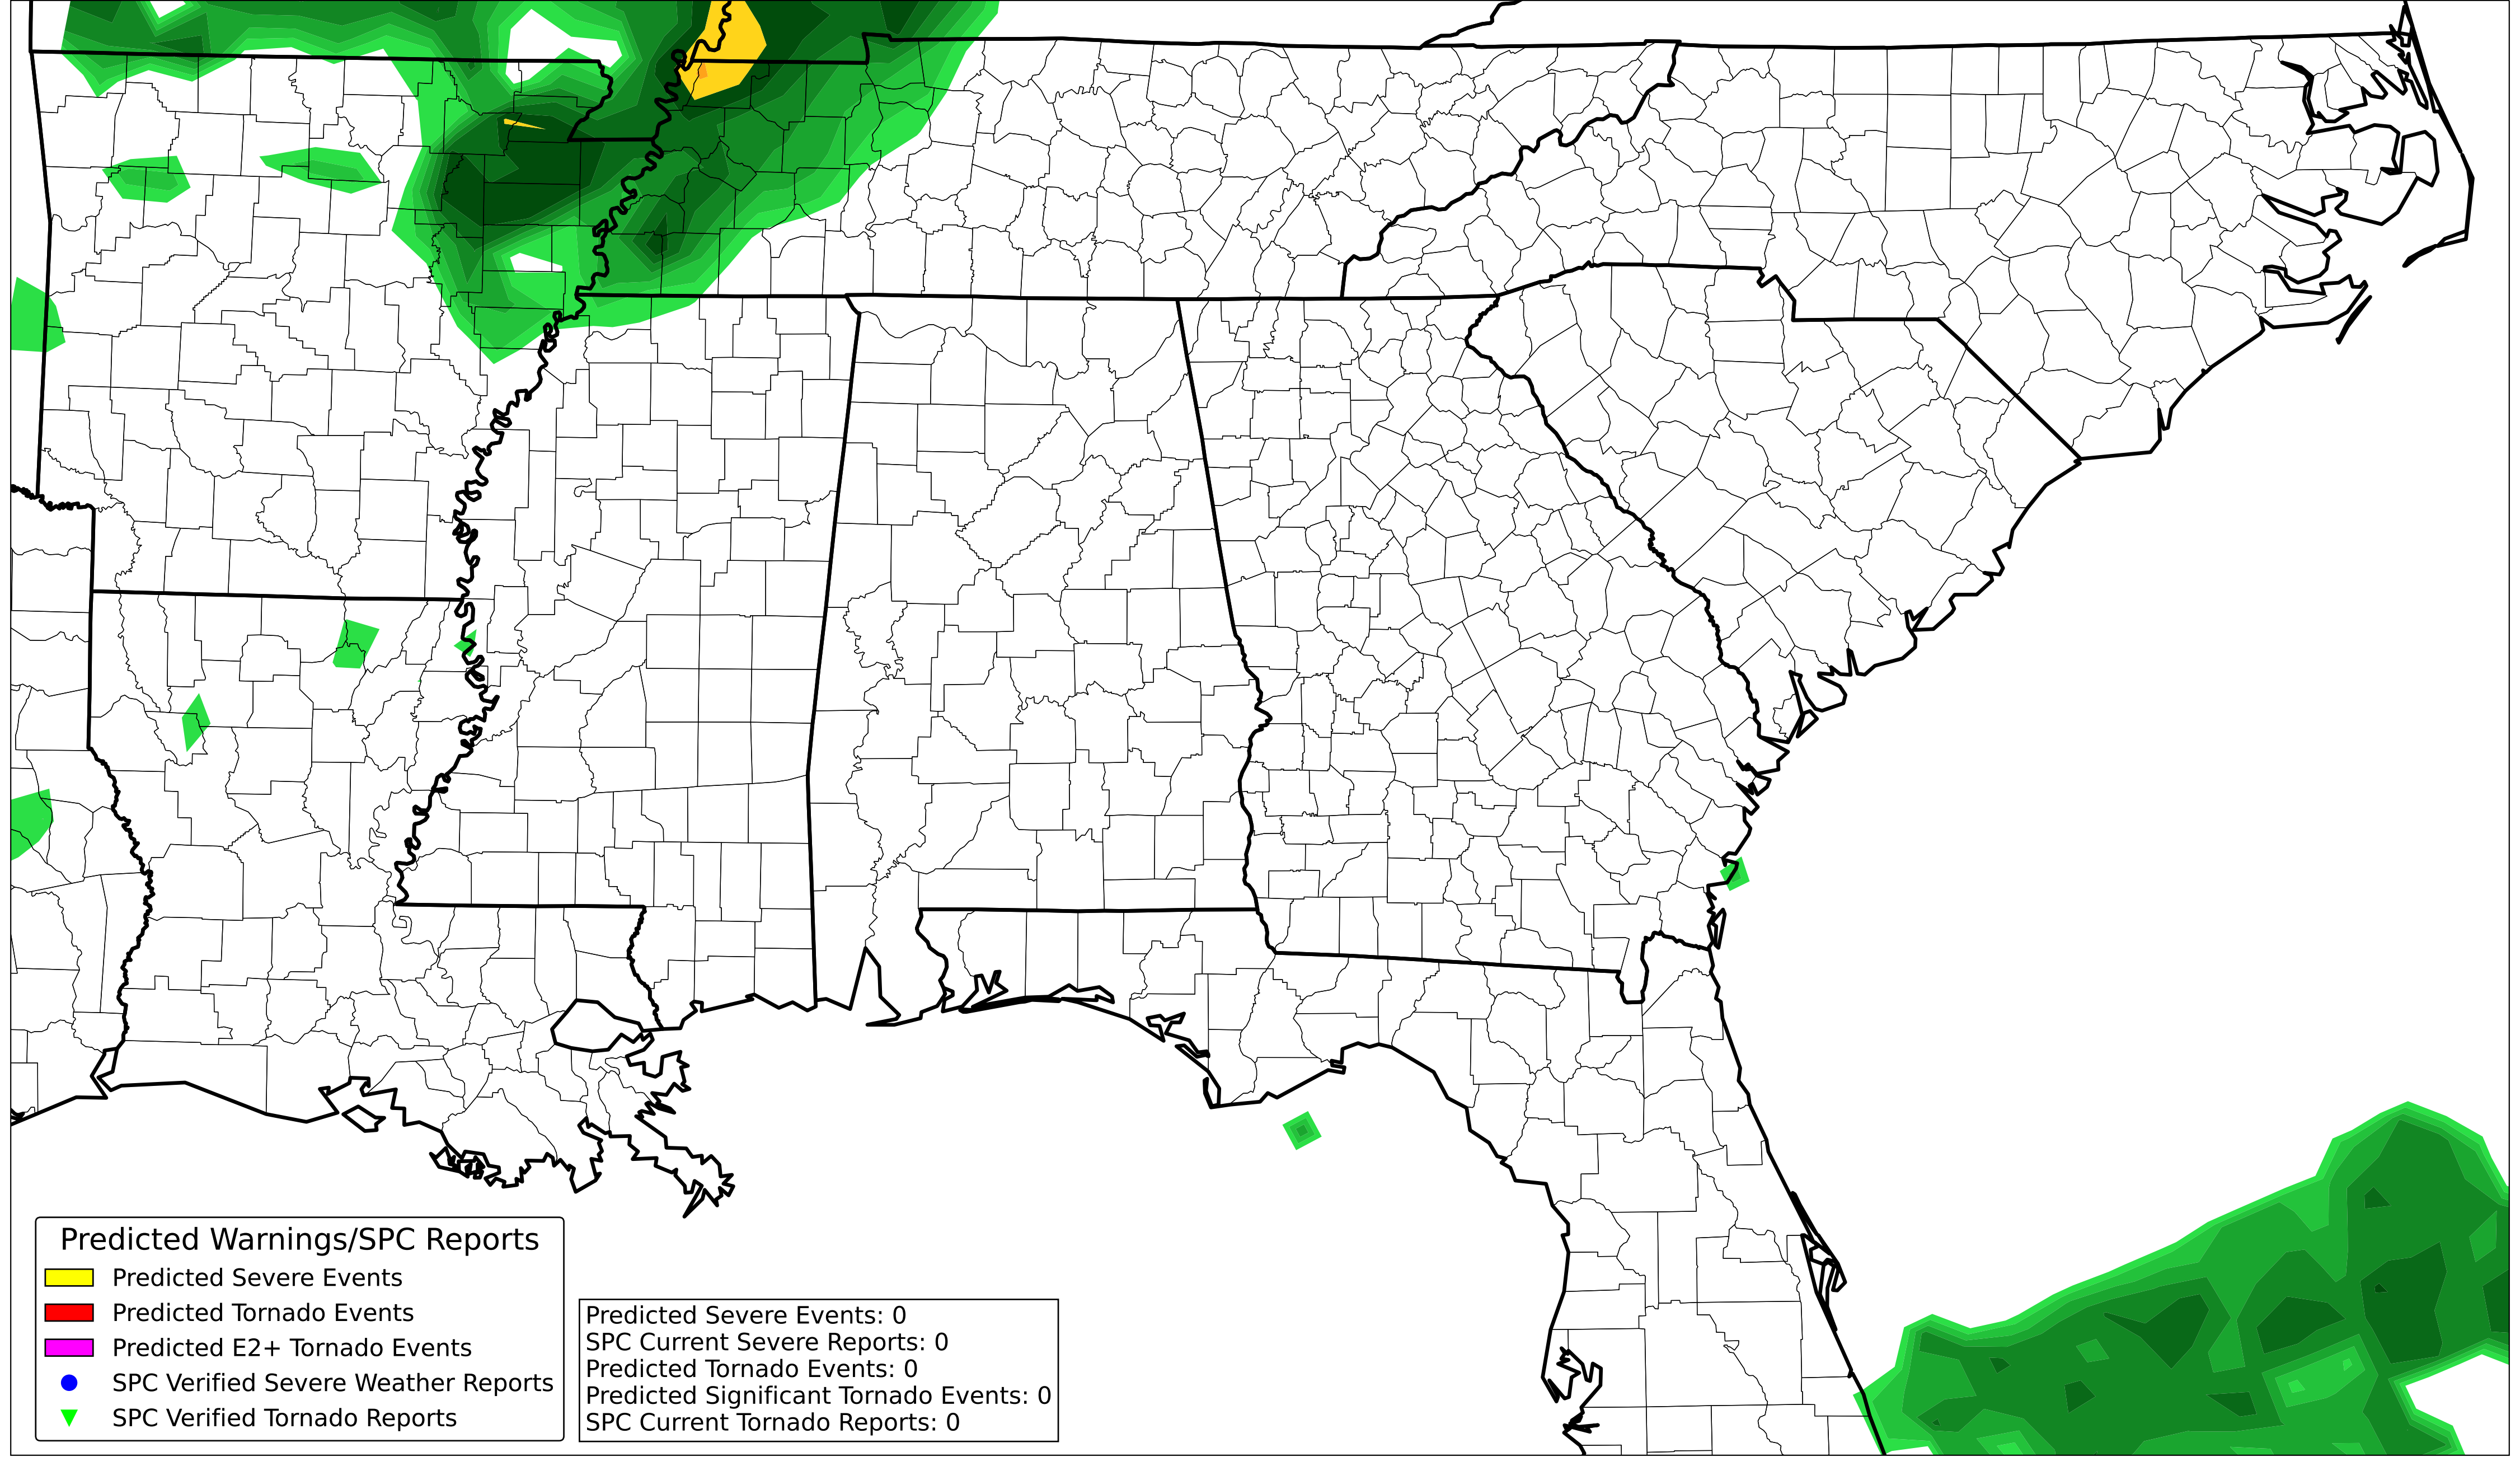 Predicted Warnings/SPC Reports
Predicted Severe Events
Predicted Tornado Events
Predicted E2+ Tornado Events
SPC Verified Severe Weather Reports
SPC Verified Tornado Reports
Predicted Severe Events: 0
SPC Current Severe Reports: 0
Predicted Tornado Events: 0
Predicted Significant Tornado Events: 0
SPC Current Tornado Reports: 0